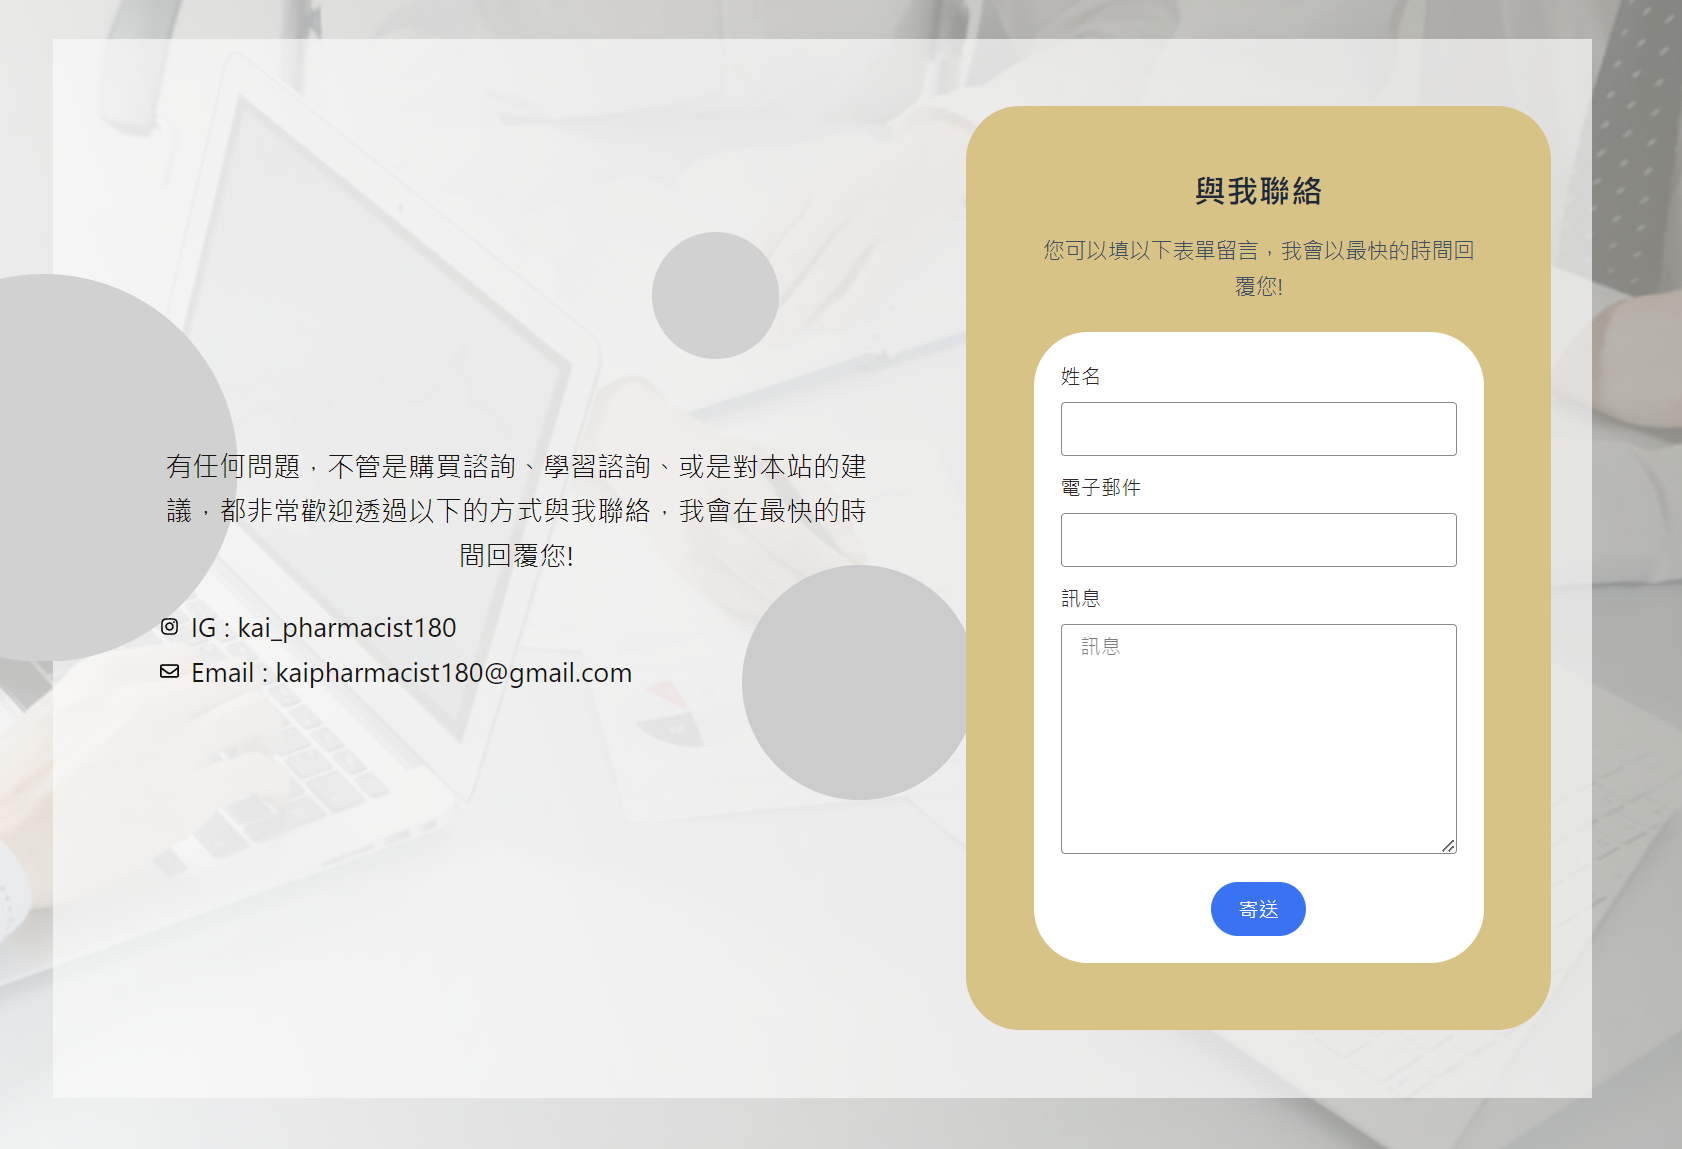 有任何問題，不管是購買諮詢、學習諮詢、或是對本站的建
議，都非常歡迎透過以下的方式與我聯絡，我會在最快的時
間回覆您!
IG : kai_pharmacist180
Email : kaipharmacist180@gmail.com
與我聯絡
您可以填以下表單留言，我會以最快的時間回
覆您!
姓名
電子郵件
訊息
訊息
寄送